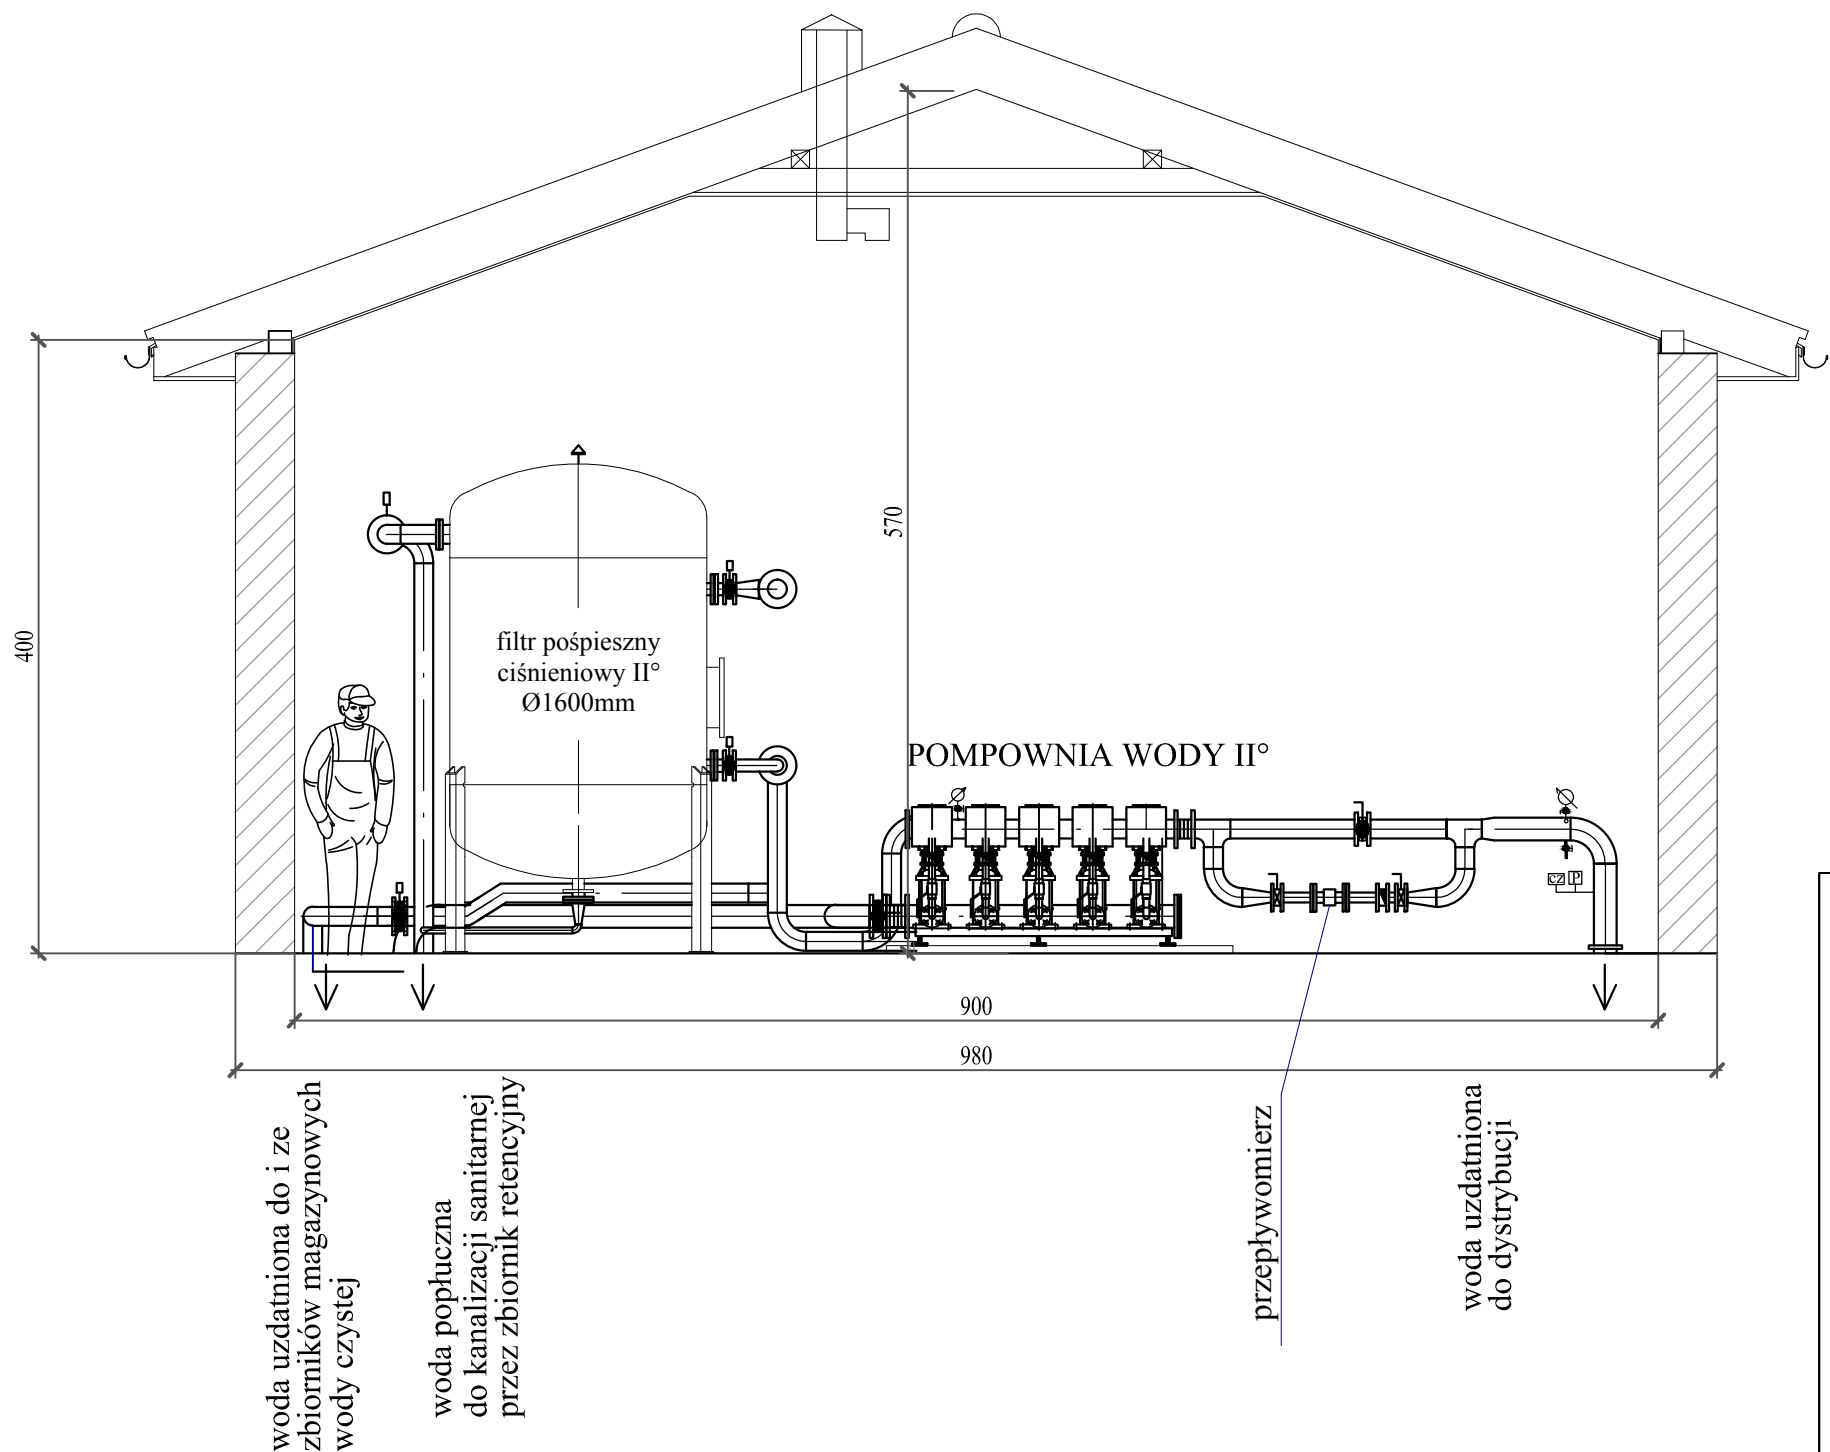 570
400
filtr pośpieszny
ciśnieniowy II°
Ø1600mm
POMPOWNIA WODY II°
CZ
P
900
980
woda uzdatniona do i ze
zbiorników magazynowych
wody czystej
woda popłuczna
do kanalizacji sanitarnej
przez zbiornik retencyjny
przepływomierz
woda uzdatniona
do dystrybucji